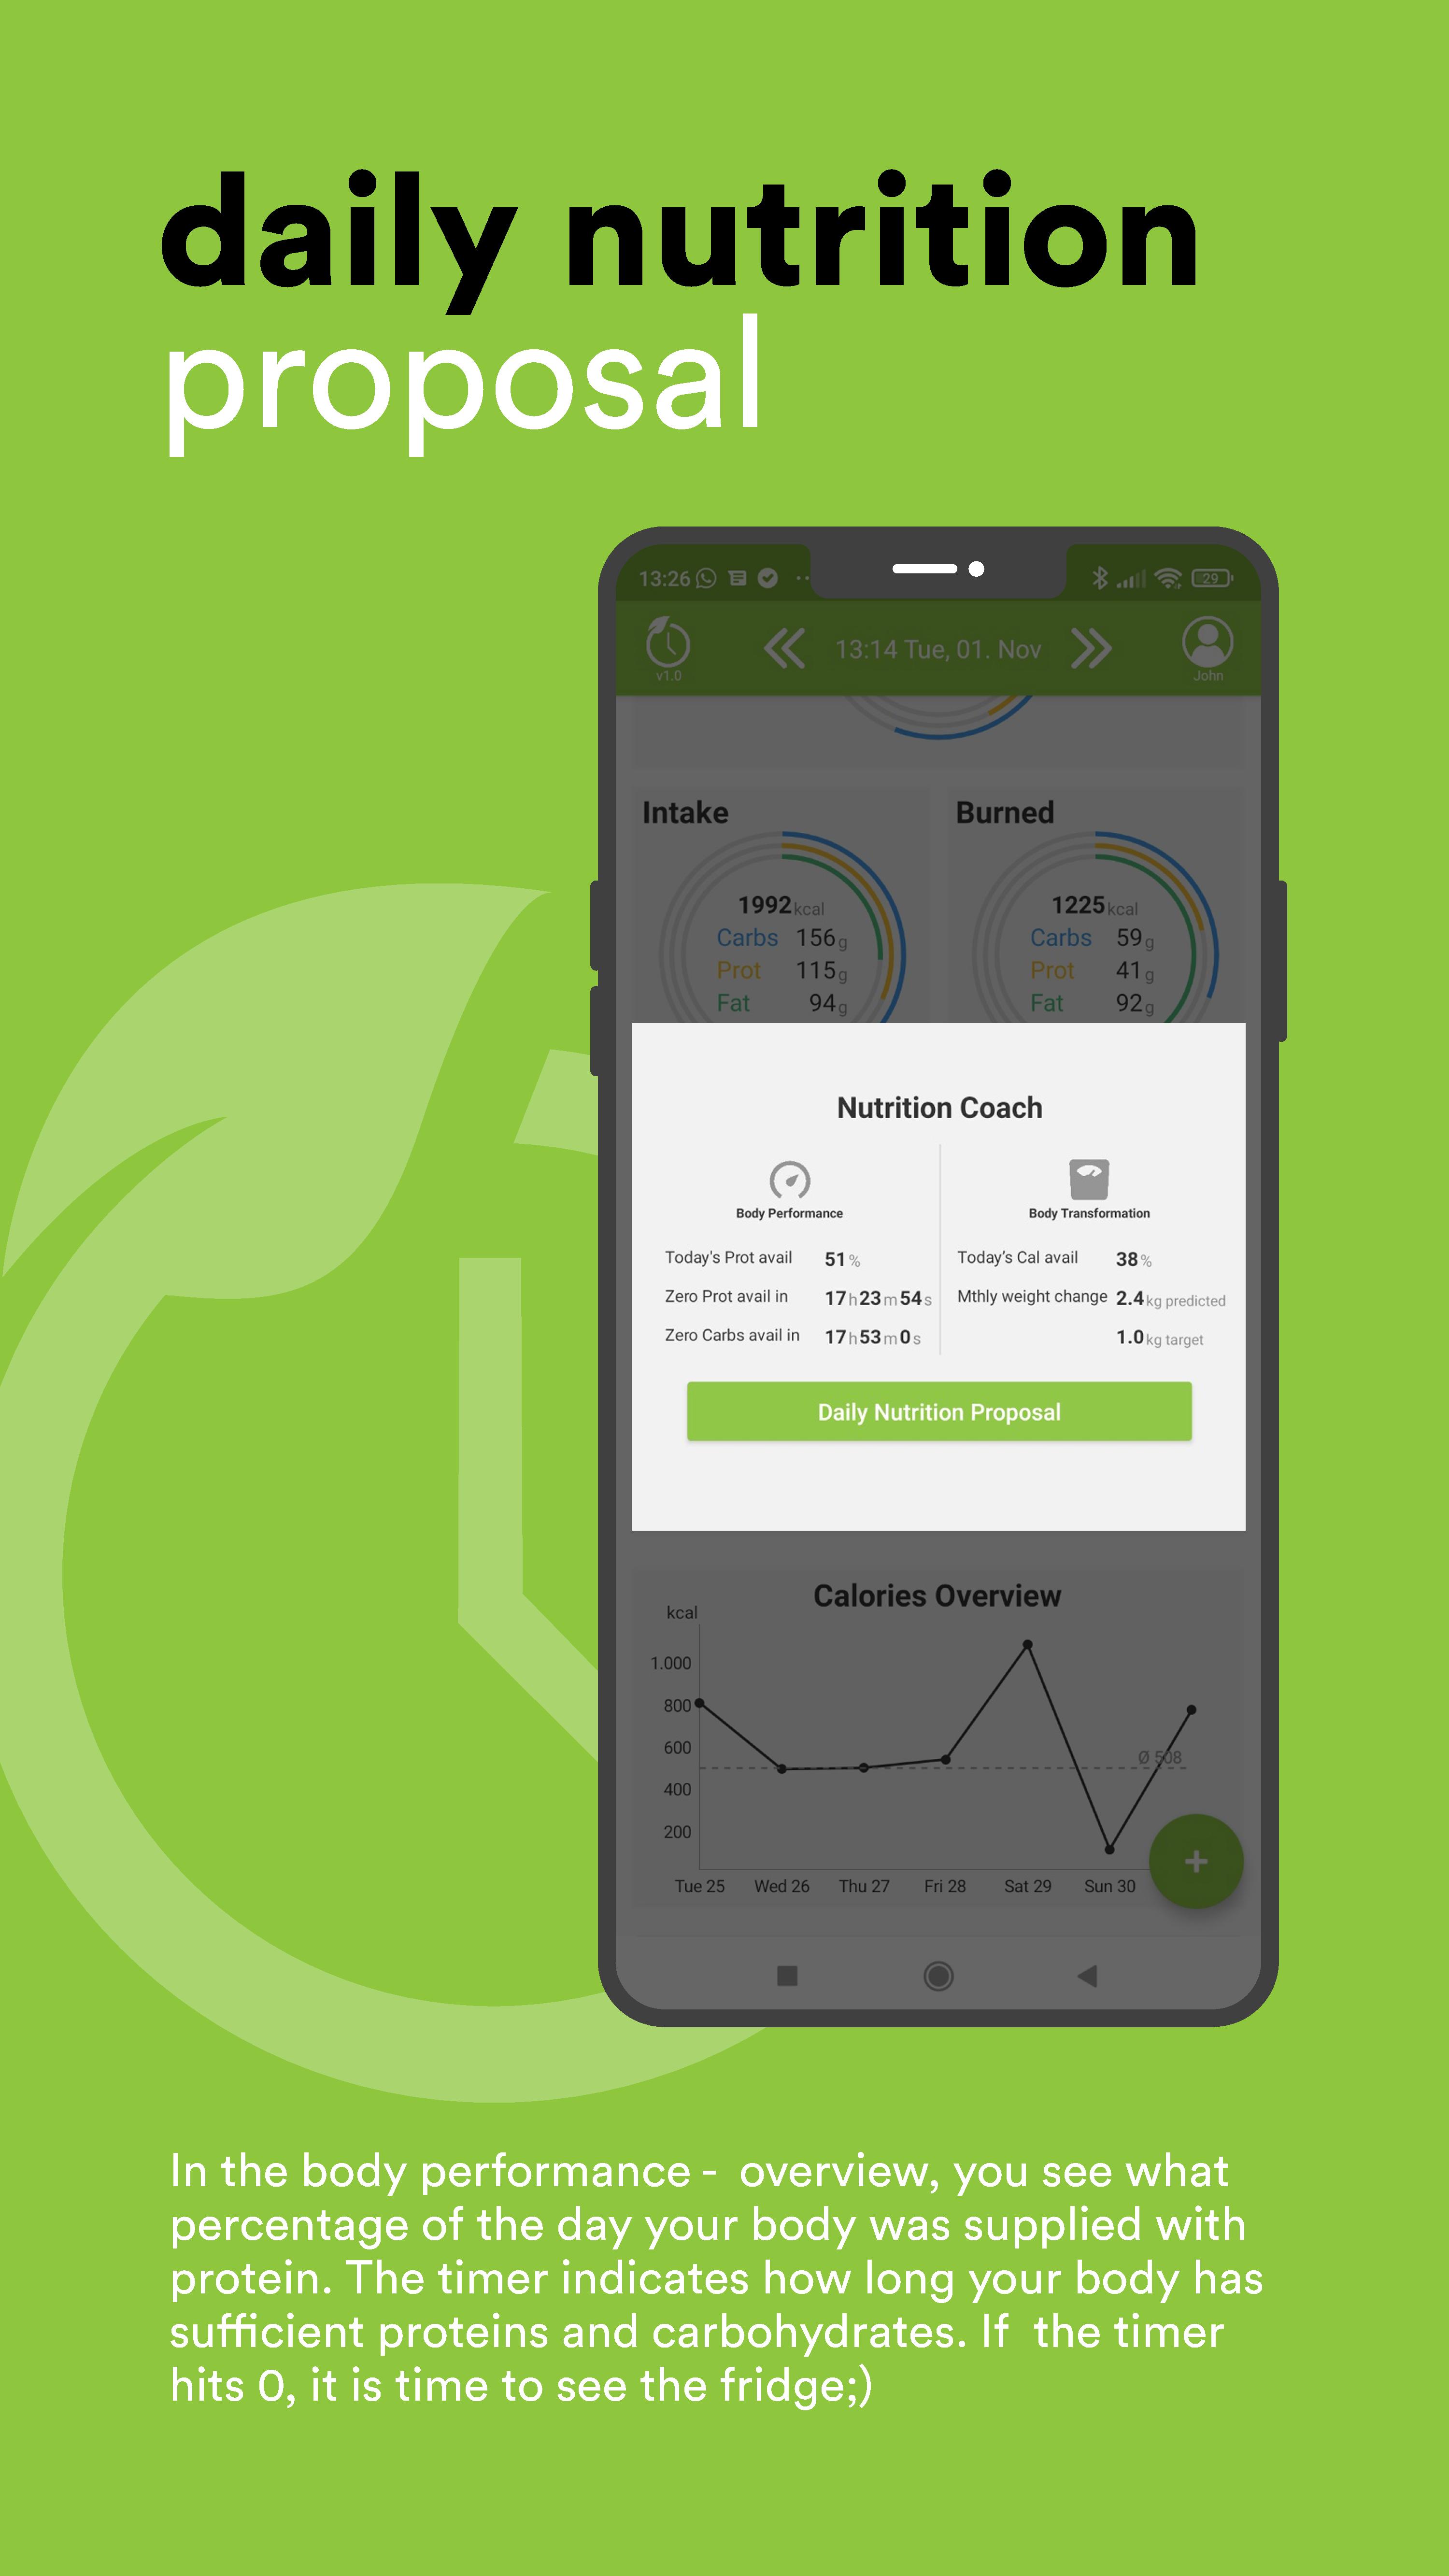 daily nutrition
proposal
13:26
29
v1.0
13:14 Tue, 01. Nov
John
Intake
Burned
1992 kcal
Carbs 156 g
Prot 115 g
Fat 94 g
1225 kcal
Carbs 59 g
Prot 41 g
Fat 92 g
Nutrition Coach
Body Performance
Body Transformation
Today's Prot avail 51 %
Zero Prot avail in 17 h 23 m 54 s
Zero Carbs avail in 17 h 53 m 0 s
Today’s Cal avail 38 %
Mthly weight change 2.4 kg predicted
1.0 kg target
Daily Nutrition Proposal
Calories Overview
kcal
1.000
800
600
400
200
Ø 508
Tue 25 Wed 26 Thu 27 Fri 28 Sat 29 Sun 30
+
In the body performance - overview, you see what
percentage of the day your body was supplied with
protein. The timer indicates how long your body has
sufficient proteins and carbohydrates. If the timer
hits 0, it is time to see the fridge;)